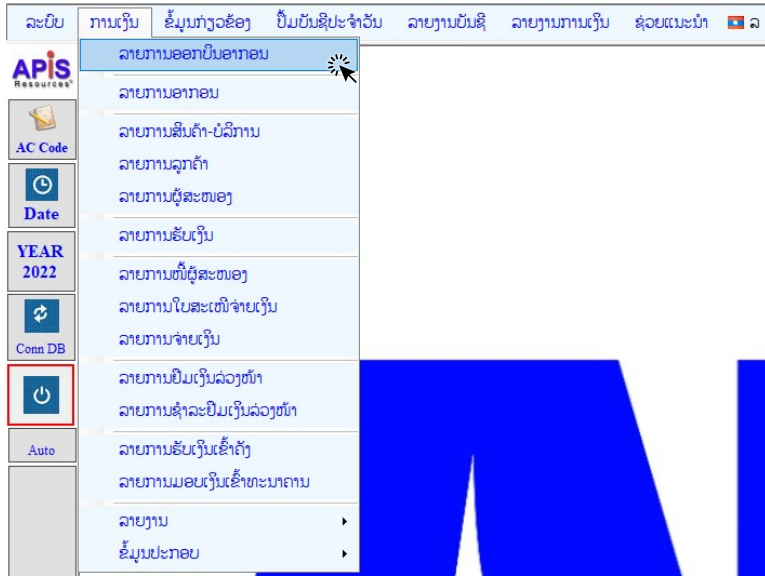 ລະບົບ ການເງິນ ຂໍ້ມູນກ່ຽວຂ້ອງ ປຶ້ມບັນຊີປະຈຳວັນ ລາຍງານບັນຊີ ລາຍງານການເງິນ ຊ່ວຍແນະນຳ ລ
APIS
Resources
AC Code
Date
YEAR
2022
Conn DB
Auto
ລາຍການອອກບິນອາກອນ
ລາຍການອາກອນ
ລາຍການສິນຄ້າ-ບໍລິການ
ລາຍການລູກຄ້າ
ລາຍການຜູ້ສະໜອງ
ລາຍການຮັບເງິນ
ລາຍການໜີ້ຜູ້ສະໜອງ
ລາຍການໃບສະເໜີຈ່າຍເງິນ
ລາຍການຈ່າຍເງິນ
ລາຍການຢືມເງິນລ່ວງໜ້າ
ລາຍການຊຳລະຢືມເງິນລ່ວງໜ້າ
ລາຍການຮັບເງິນເຂົ້າຄັງ
ລາຍການມອບເງິນເຂົ້າທະນາຄານ
ລາຍງານ
ຂໍ້ມູນປະກອບ